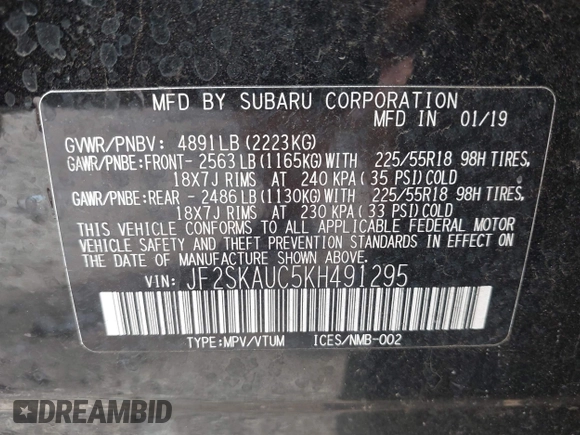 MFD BY SUBARU CORPORATION
MFD IN 01/19
GVWR/PNBV: 4891LB (2223KG)
GAWR/PNBE:FRONT- 2563LB (1165KG) WITH 225/55R18 98H TIRES,
18X7J RIMS AT 240 KPA (35 PSI) COLD
GAWR/PNBE:REAR - 2486LB (1130KG) WITH 225/55R18 98H TIRES,
18X7J RIMS AT 230 KPA (33 PSI) COLD
THIS VEHICLE CONFORMS TO ALL APPLICABLE FEDERAL MOTOR
VEHICLE SAFETY AND THEFT PREVENTION STANDARDS IN EFFECT ON
THE DATE OF MANUFACTURE SHOWN ABOVE.
VIN: JF2SKAUC5KH491295
TYPE:MPV/VTUM ICES/NMB-002
DREAMBID